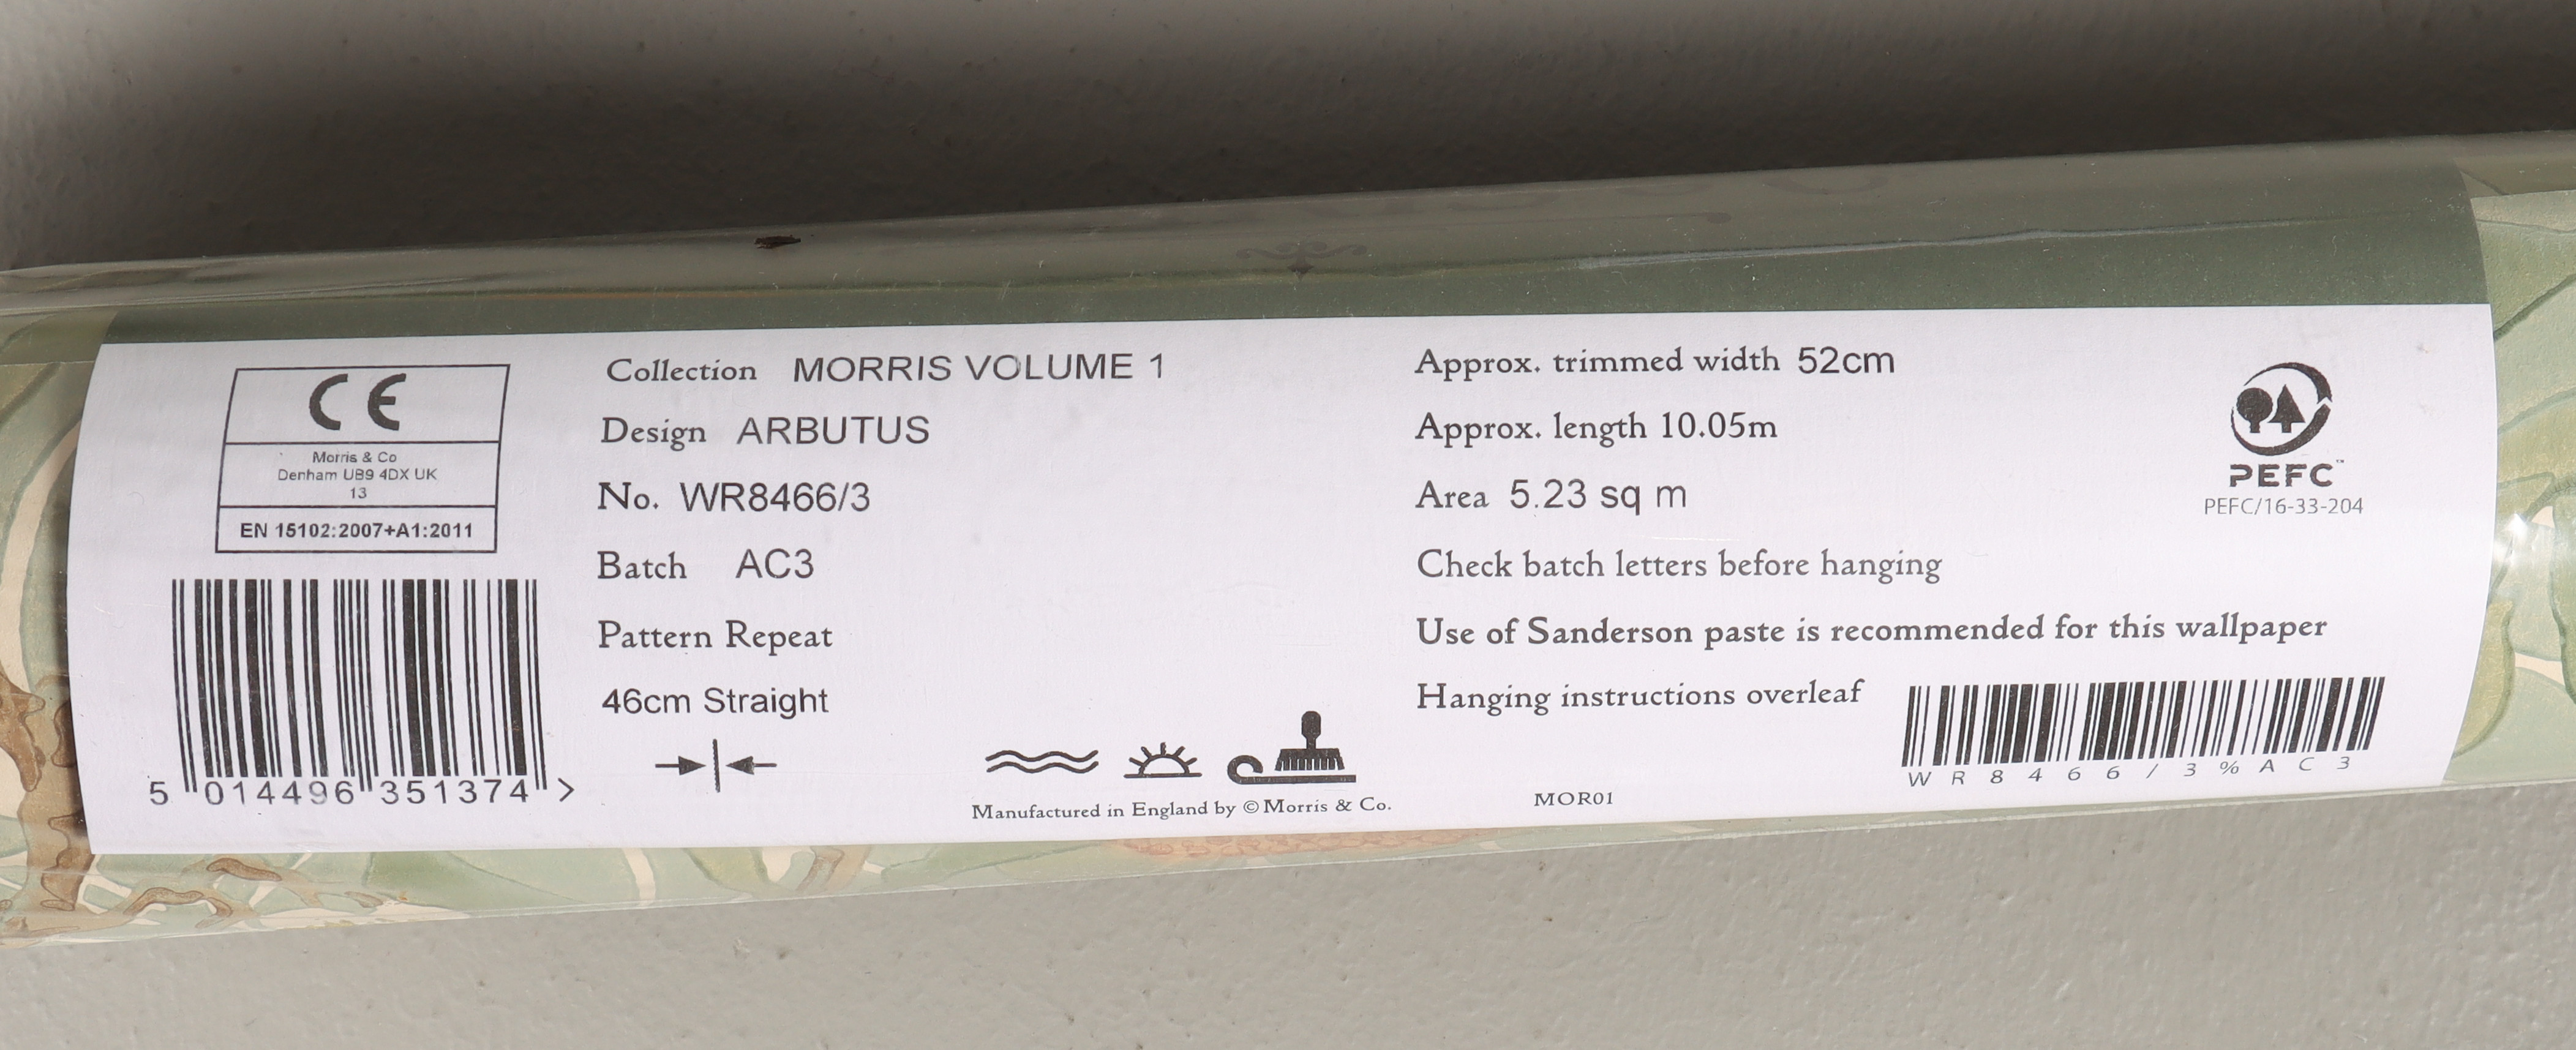 CE
Morris & Co
Denham UB9 4DX UK
13
EN 15102:2007+A1:2011
5 014496 351374 >
Collection MORRIS VOLUME 1
Design ARBUTUS
No. WR8466/3
Batch AC3
Pattern Repeat
46cm Straight
Manufactured in England by © Morris & Co.
Approx. trimmed width 52cm
Approx. length 10.05m
Area 5.23 sq m
Check batch letters before hanging
Use of Sanderson paste is recommended for this wallpaper
Hanging instructions overleaf
MOR01
PEFC™
PEFC/16-33-204
WR8466/3%AC3